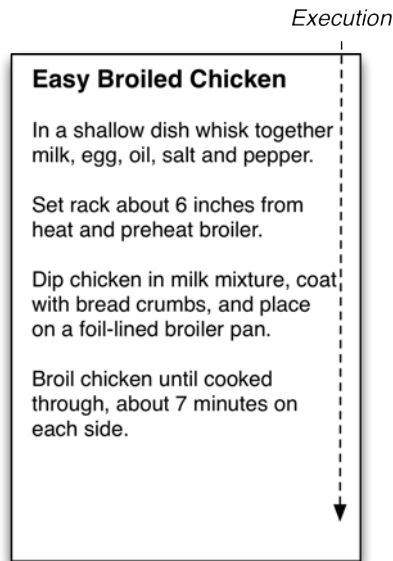 Execution
Easy Broiled Chicken
In a shallow dish whisk together
milk, egg, oil, salt and pepper.
Set rack about 6 inches from
heat and preheat broiler.
Dip chicken in milk mixture, coat
with bread crumbs, and place
on a foil-lined broiler pan.
Broil chicken until cooked
through, about 7 minutes on
each side.